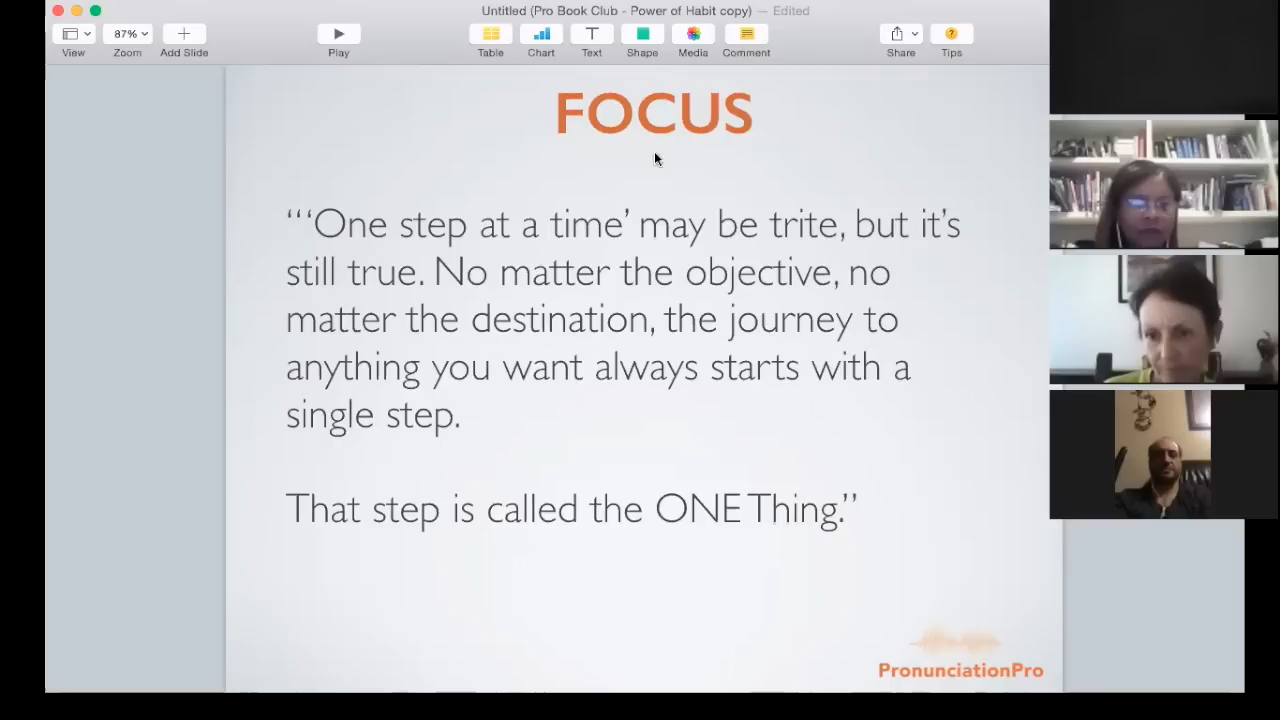 Untitled (Pro Book Club - Power of Habit copy) — Edited
87%
View
Zoom
Add Slide
Play
Table
Chart
Text
Shape
Media
Comment
Share
Tips
FOCUS
“‘One step at a time’ may be trite, but it’s
still true. No matter the objective, no
matter the destination, the journey to
anything you want always starts with a
single step.
That step is called the ONE Thing.”
PronunciationPro